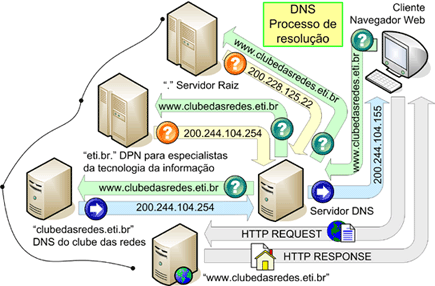 DNS
Processo de
resolução
Cliente
Navegador Web
www.clubedasredes.eti.br
200.228.125.22
"." Servidor Raiz
www.clubedasredes.eti.br
200.244.104.254
"eti.br." DPN para especialistas
da tecnologia da informação
www.clubedasredes.eti.br
200.244.104.155
www.clubedasredes.eti.br
200.244.104.254
Servidor DNS
"clubedasredes.eti.br"
DNS do clube das redes
HTTP REQUEST
HTTP RESPONSE
"www.clubedasredes.eti.br"